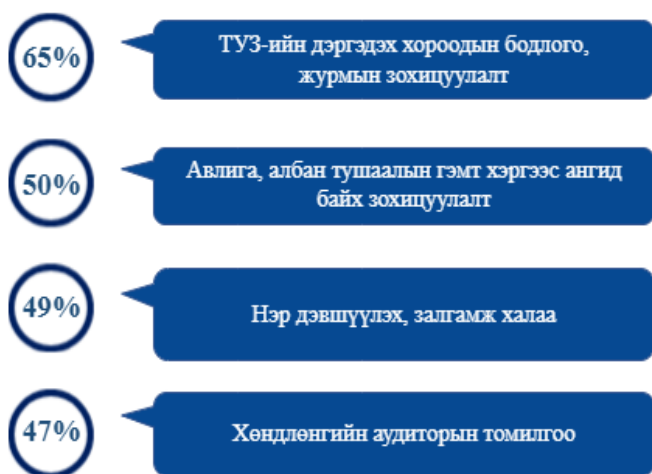 65%
ТУЗ-ийн дэргэдэх хороодын бодлого,
журмын зохицуулалт
50%
Авлига, албан тушаалын гэмт хэргээс ангид
байх зохицуулалт
49%
Нэр дэвшүүлэх, залгамж халаа
47%
Хөндлөнгийн аудиторын томилгоо